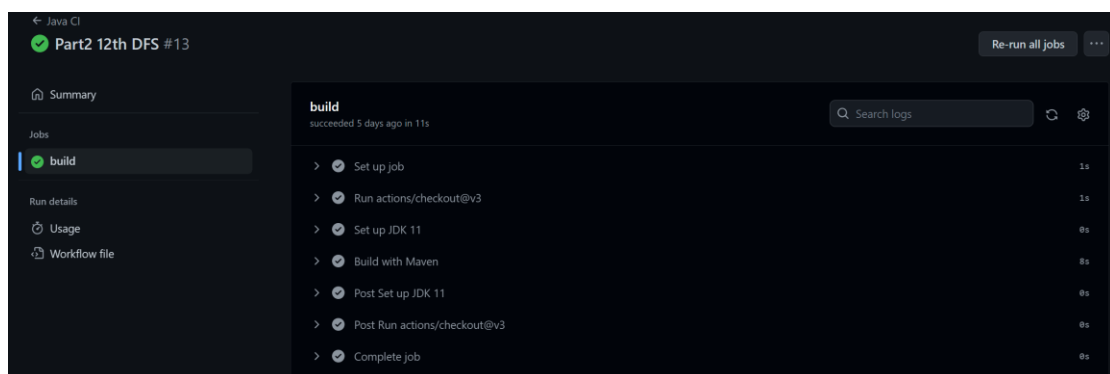 ← Java CI
Part2 12th DFS #13
Re-run all jobs
Summary
Jobs
build
Run details
Usage
Workflow file
build
succeeded 5 days ago in 11s
Search logs
Set up job 1s
Run actions/checkout@v3 1s
Set up JDK 11 0s
Build with Maven 8s
Post Set up JDK 11 0s
Post Run actions/checkout@v3 0s
Complete job 0s